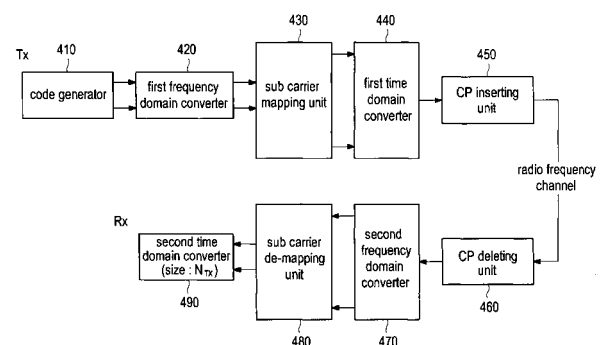 Tx
410
420
430
440
450
code generator
first frequency
domain converter
sub carrier
mapping unit
first time
domain
converter
CP inserting
unit
radio frequency
channel
Rx
second time
domain converter
(size : NTX)
490
sub carrier
de-mapping
unit
480
second
frequency
domain
converter
470
CP deleting
unit
460